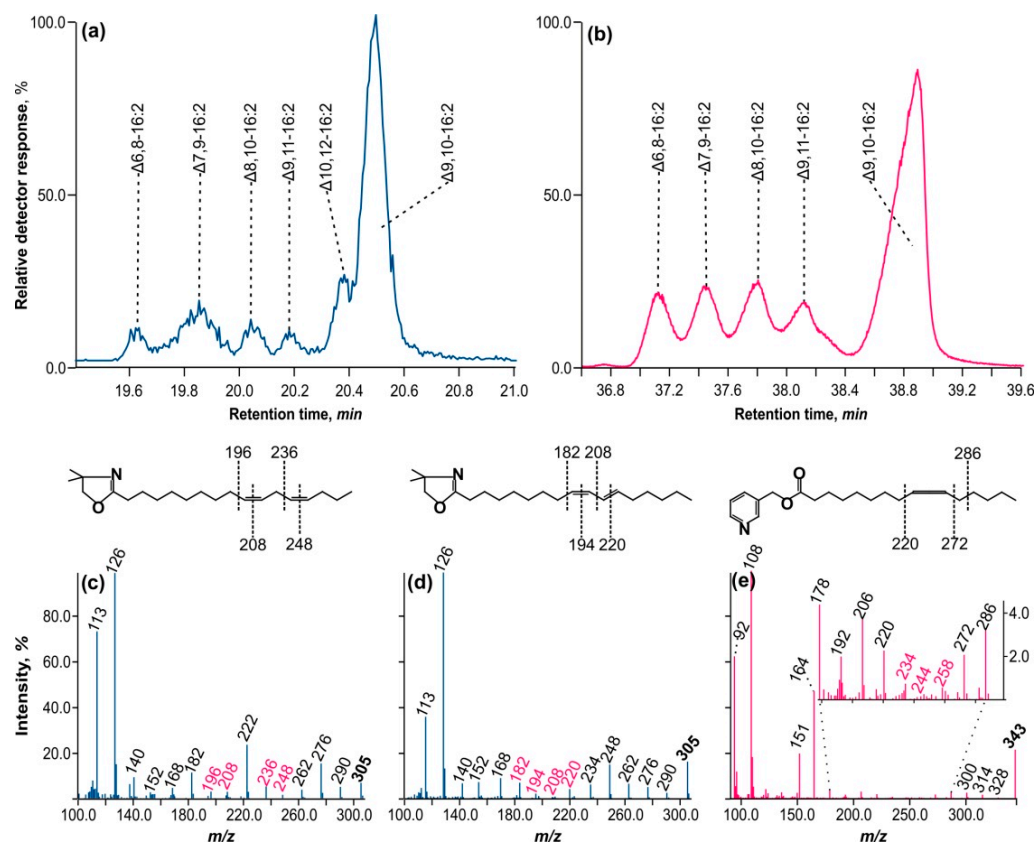 (a)
100.0
50.0
0.0
Relative detector response, %
Δ6,8-16:2
Δ7,9-16:2
Δ8,10-16:2
Δ9,11-16:2
Δ10,12-16:2
Δ9,10-16:2
19.6 19.8 20.0 20.2 20.4 20.6 20.8 21.0
Retention time, min
(b)
100.0
50.0
0.0
Δ6,8-16:2
Δ7,9-16:2
Δ8,10-16:2
Δ9,11-16:2
Δ9,10-16:2
36.8 37.2 37.6 38.0 38.4 38.8 39.2 39.6
Retention time, min
196 236
N
O
208 248
182 208
N
O
194 220
286
O
O
N
220 272
(c)
80.0
60.0
40.0
20.0
Intensity, %
113
126
140
152
168
182
196
208
222
236
248
262
276
290
305
100.0 140.0 180.0 220.0 260.0 300.0
m/z
(d)
113
126
140
152
168
182
194
208
220
234
248
262
276
290
305
100.0 140.0 180.0 220.0 260.0 300.0
m/z
(e)
92
108
151
164
178
192
206
220
234
244
258
272
286
4.0
2.0
300
314
328
343
100.0 200.0 300.0
m/z